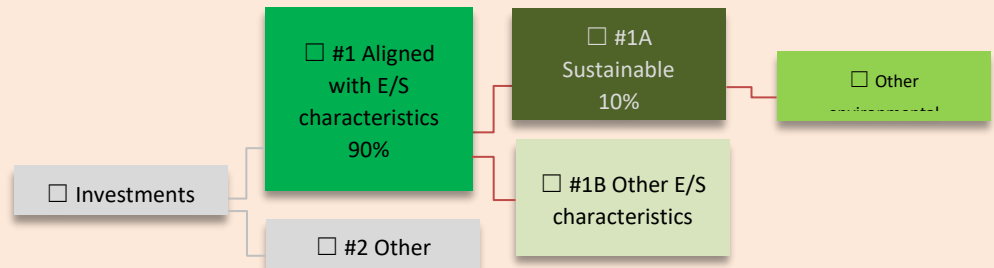 ☐ #1 Aligned
with E/S
characteristics
90%
☐ #1A
Sustainable
10%
☐ Other
☐ #1B Other E/S
characteristics
☐ Investments
☐ #2 Other